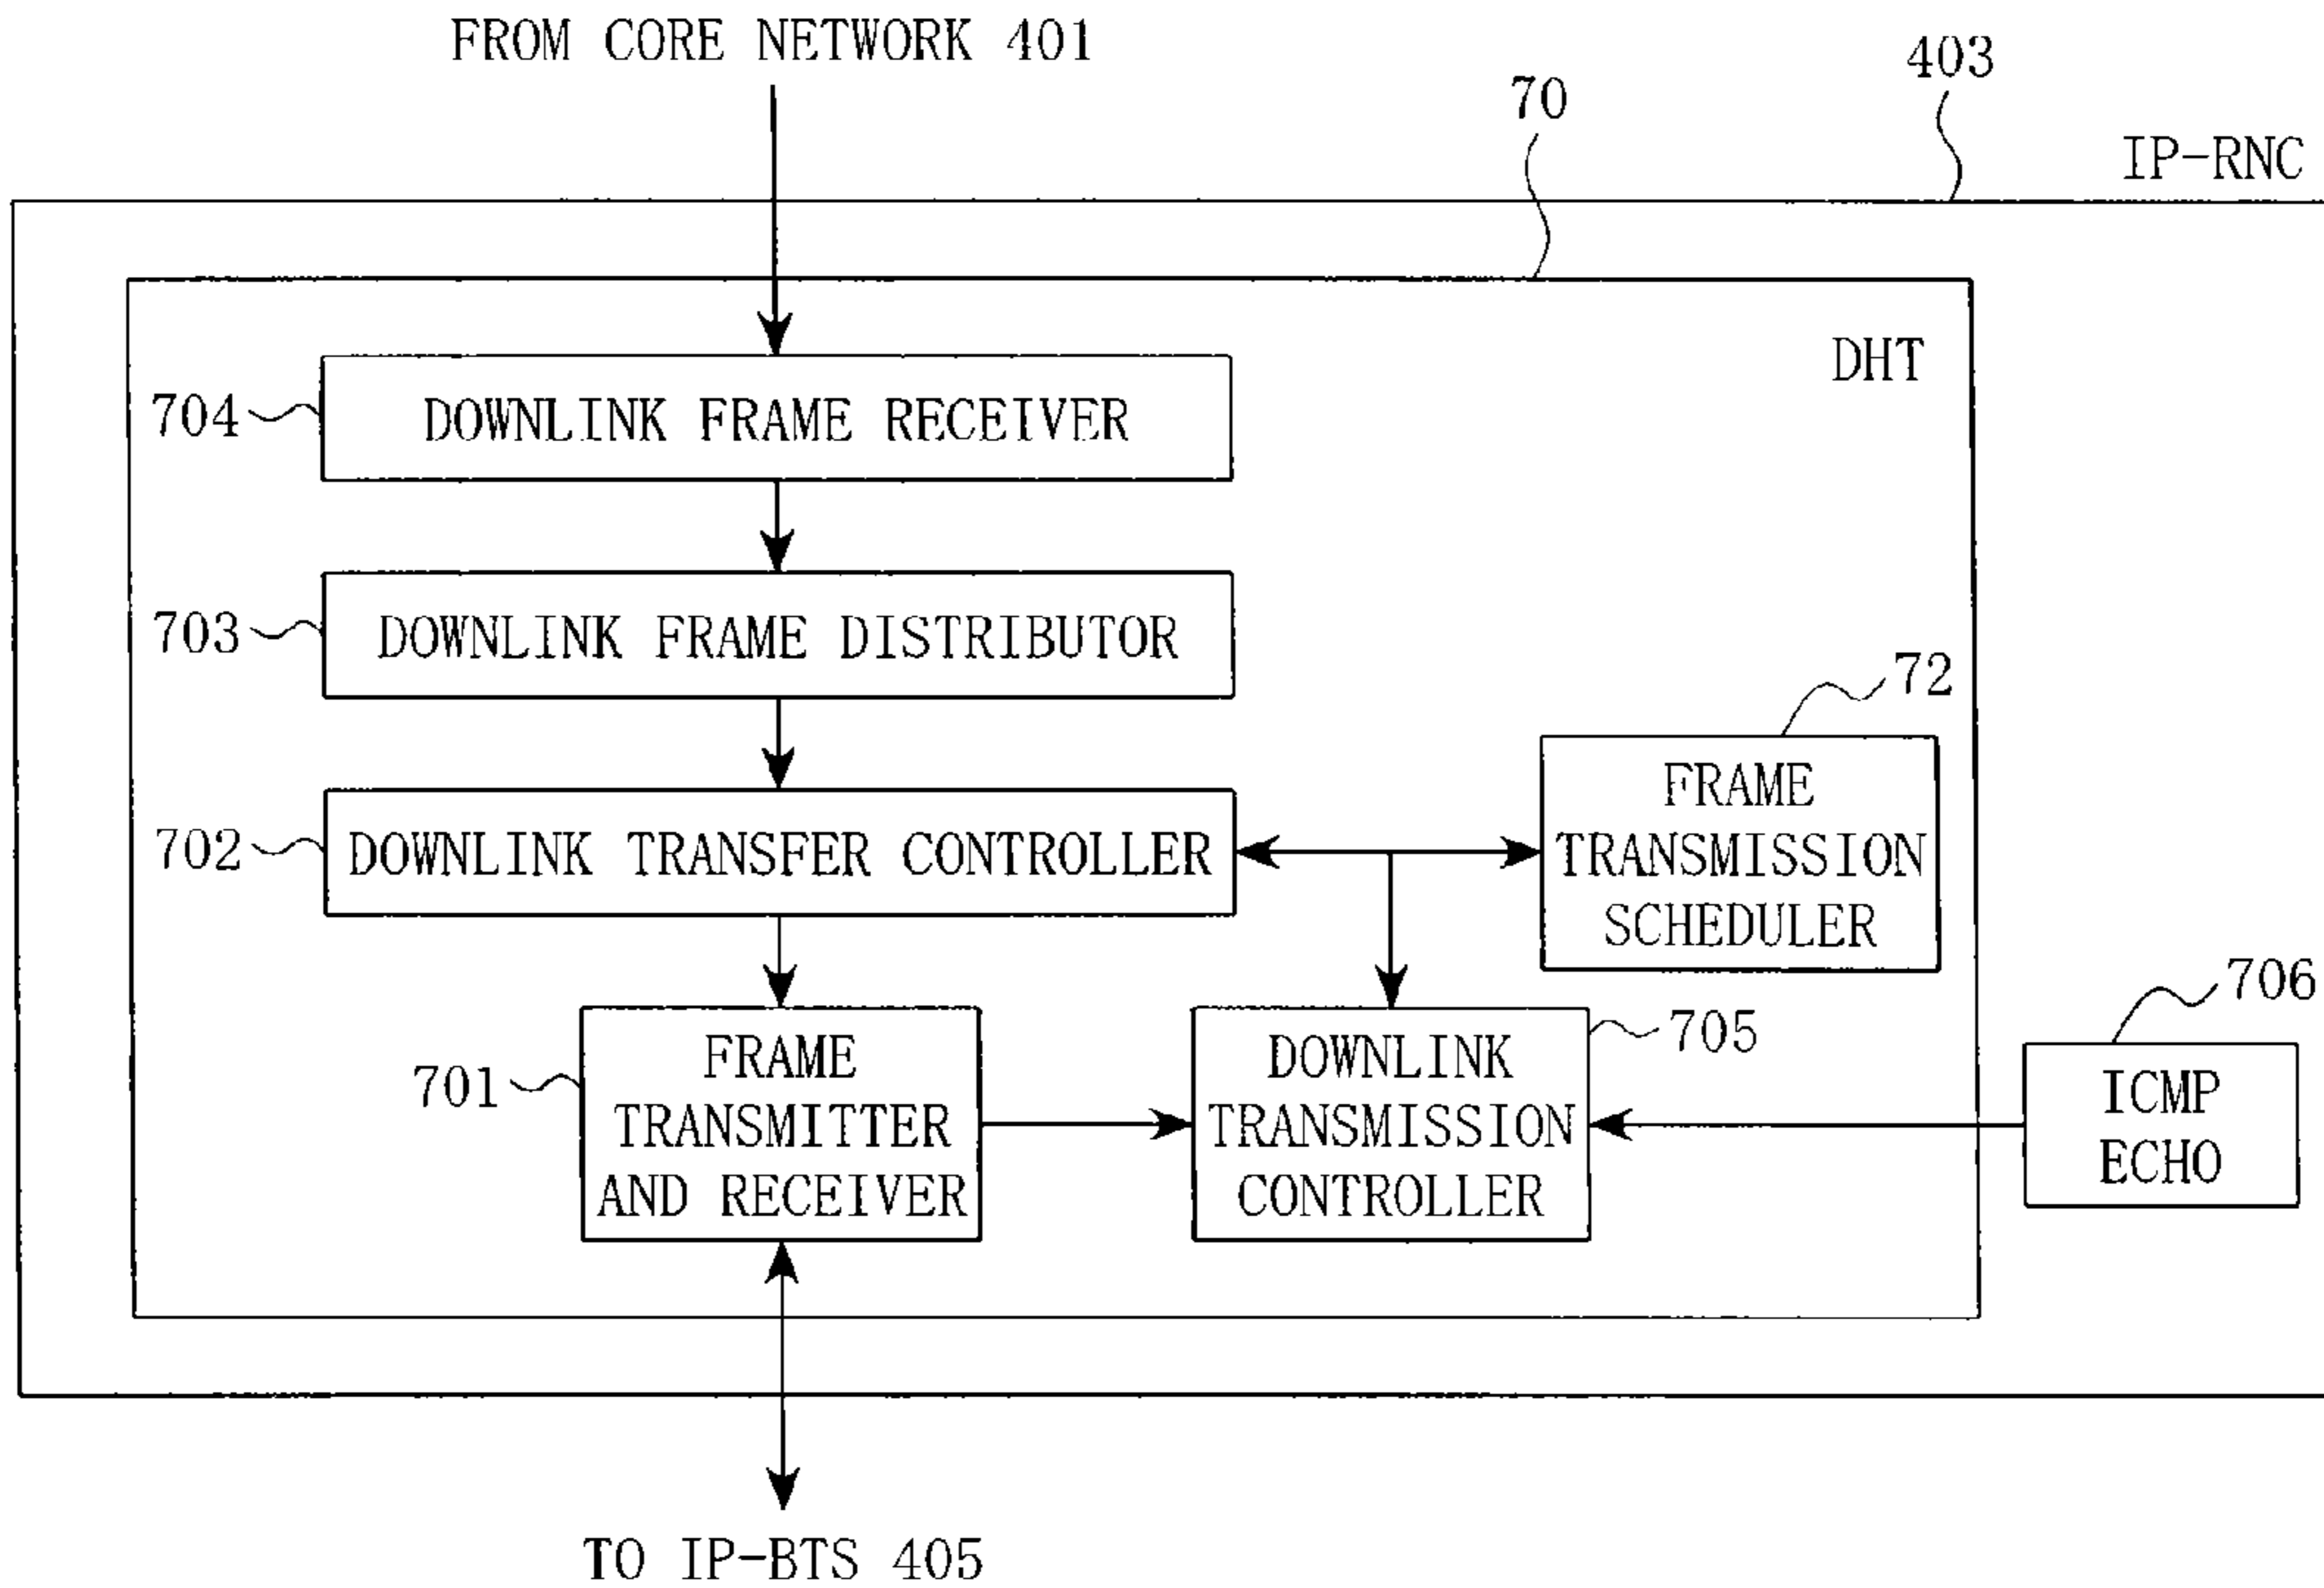 FROM CORE NETWORK 401
403
70
IP-RNC
DHT
704
DOWNLINK FRAME RECEIVER
703
DOWNLINK FRAME DISTRIBUTOR
72
702
DOWNLINK TRANSFER CONTROLLER
FRAME
TRANSMISSION
SCHEDULER
706
701
FRAME
TRANSMITTER
AND RECEIVER
705
DOWNLINK
TRANSMISSION
CONTROLLER
ICMP
ECHO
TO IP-BTS 405